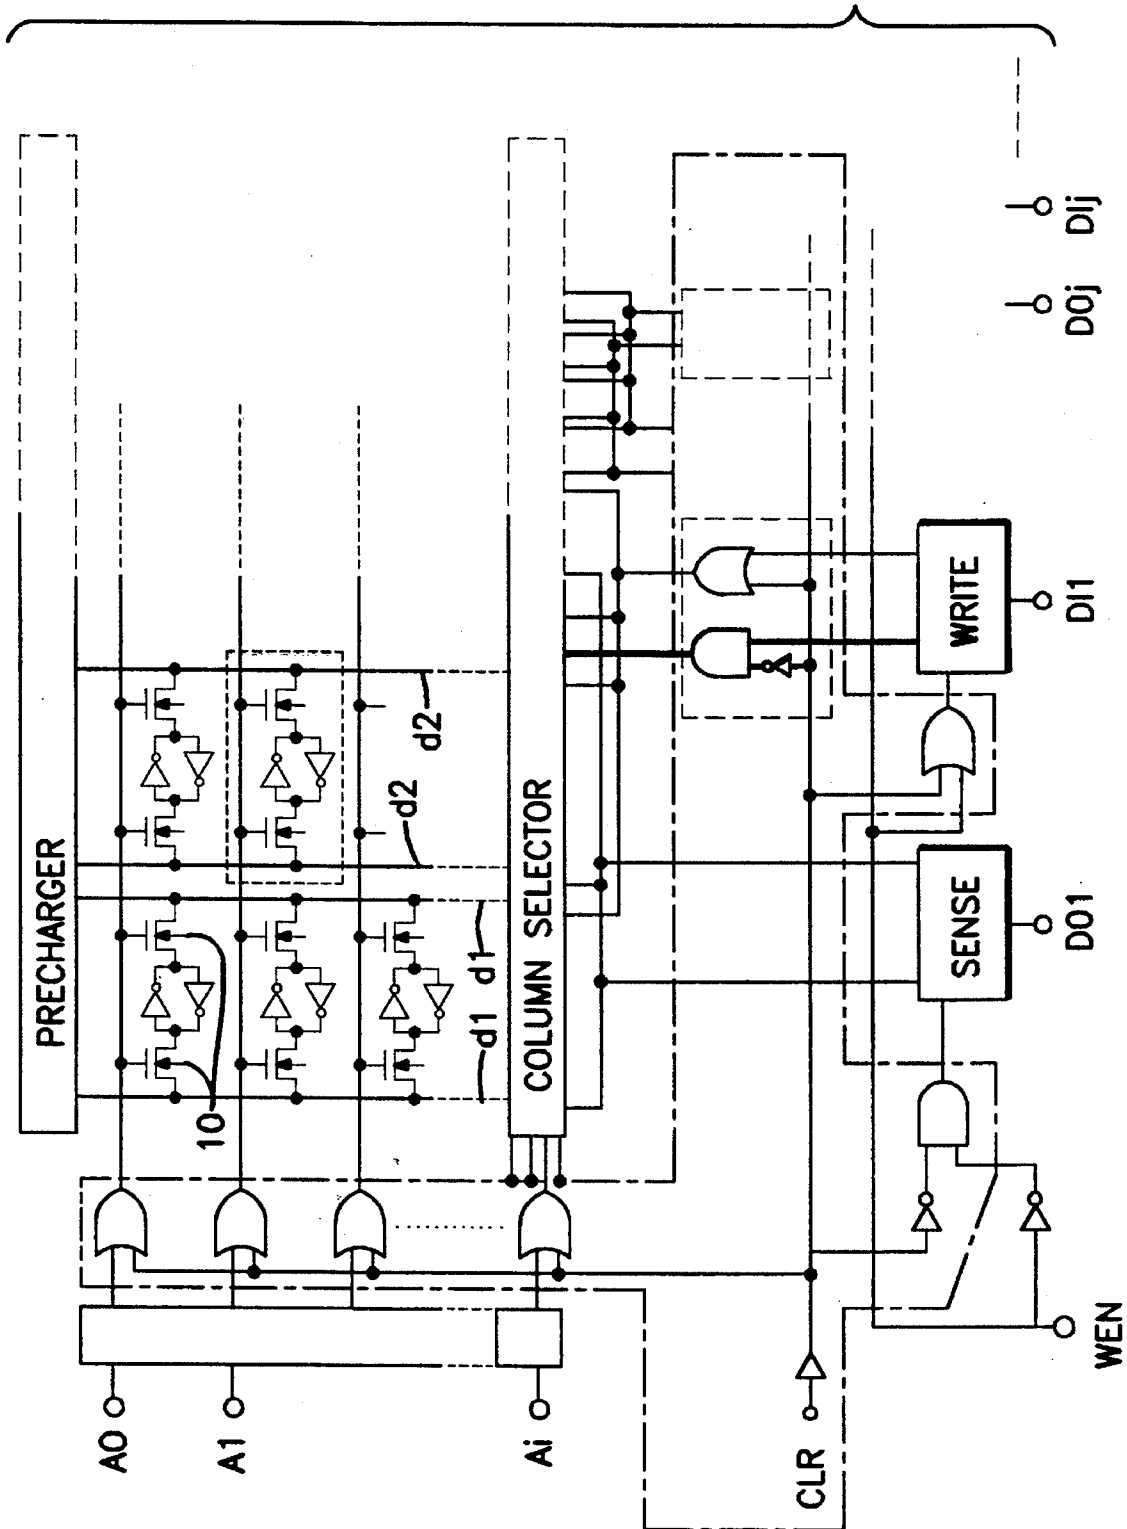 PRECHARGER
A0
10
A1
d2
d2
d1
d1
COLUMN SELECTOR
Ai
CLR
SENSE
WRITE
WEN
DO1
DI1
DOj
DIj